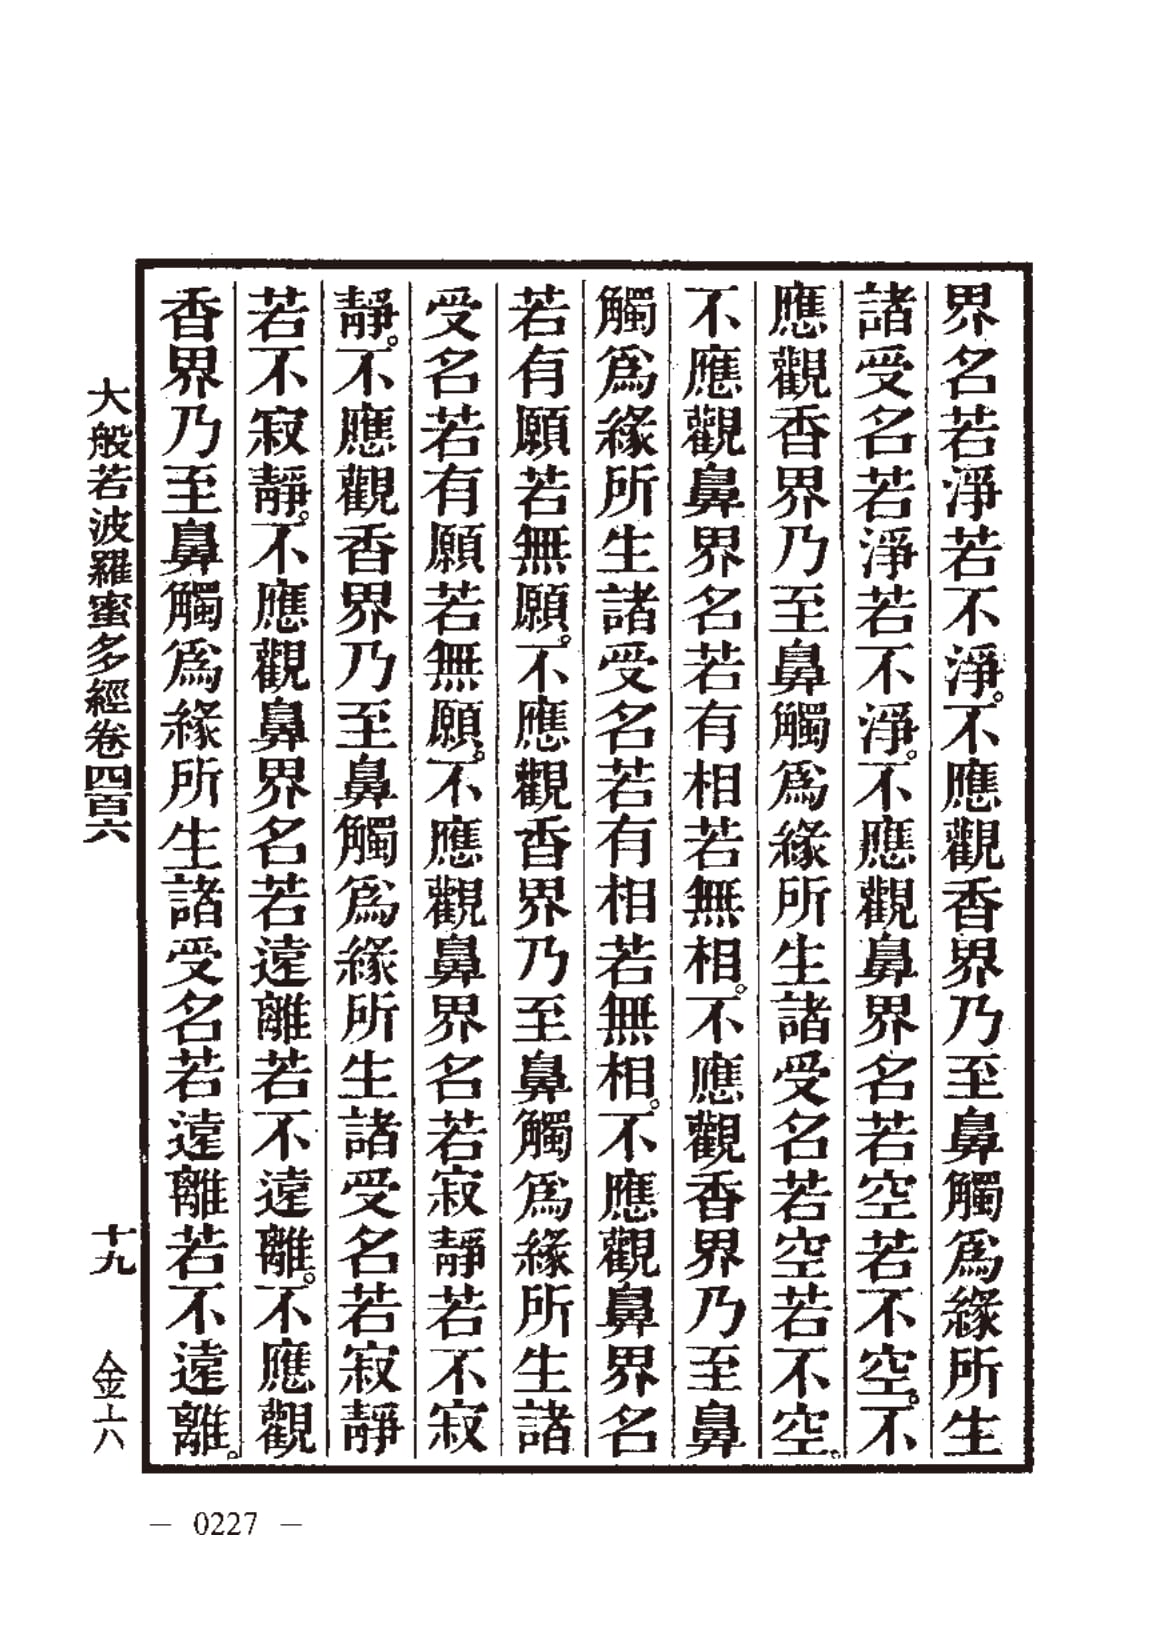 界名若淨若不淨。不應觀香界乃至鼻觸爲緣所生
諸受名若淨若不淨。不應觀鼻界名若空若不空。不
應觀香界乃至鼻觸爲緣所生諸受名若空若不空。
不應觀鼻界名若有相若無相。不應觀香界乃至鼻
觸爲緣所生諸受名若有相若無相。不應觀鼻界名
若有願若無願。不應觀香界乃至鼻觸爲緣所生諸
受名若有願若無願。不應觀鼻界名若寂靜若不寂
靜。不應觀香界乃至鼻觸爲緣所生諸受名若寂靜
若不寂靜。不應觀鼻界名若遠離若不遠離。不應觀
香界乃至鼻觸爲緣所生諸受名若遠離若不遠離。
大般若波羅蜜多經卷四百六 十九 金六
— 0227 —